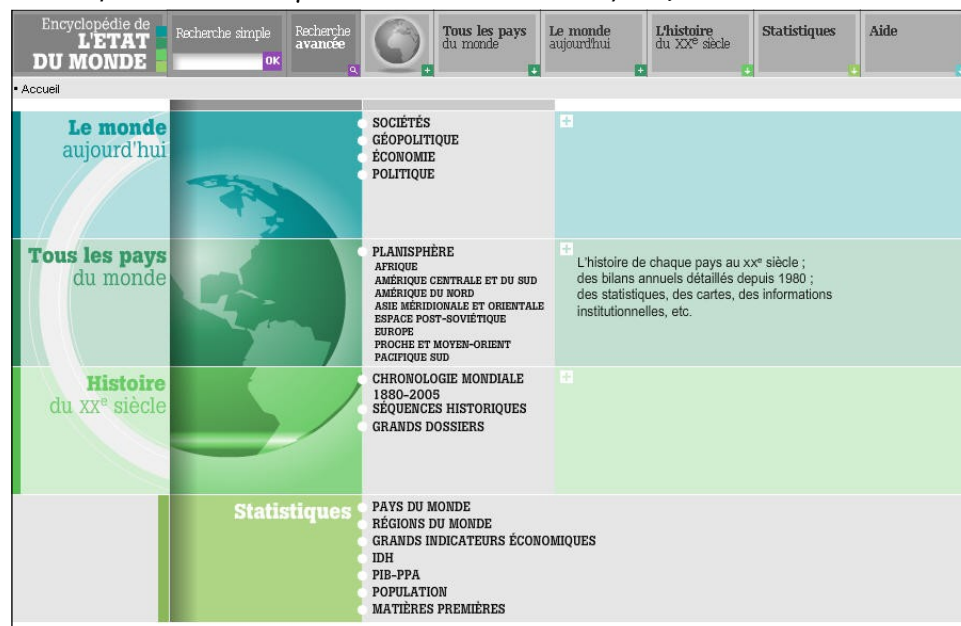 Encyclopédie de
L'ETAT
DU MONDE
Recherche simple
OK
Recherche
avancée
Tous les pays
du monde
Le monde
aujourd'hui
L'histoire
du XXe siècle
Statistiques
Aide
• Accueil
Le monde
aujourd'hui
SOCIÉTÉS
GÉOPOLITIQUE
ÉCONOMIE
POLITIQUE
Tous les pays
du monde
PLANISPHÈRE
AFRIQUE
AMÉRIQUE CENTRALE ET DU SUD
AMÉRIQUE DU NORD
ASIE MÉRIDIONALE ET ORIENTALE
ESPACE POST-SOVIÉTIQUE
EUROPE
PROCHE ET MOYEN-ORIENT
PACIFIQUE SUD
L'histoire de chaque pays au xxe siècle ;
des bilans annuels détaillés depuis 1980 ;
des statistiques, des cartes, des informations
institutionnelles, etc.
Histoire
du XXe siècle
CHRONOLOGIE MONDIALE
1880-2005
SÉQUENCES HISTORIQUES
GRANDS DOSSIERS
Statistiques
PAYS DU MONDE
RÉGIONS DU MONDE
GRANDS INDICATEURS ÉCONOMIQUES
IDH
PIB-PPA
POPULATION
MATIÈRES PREMIÈRES